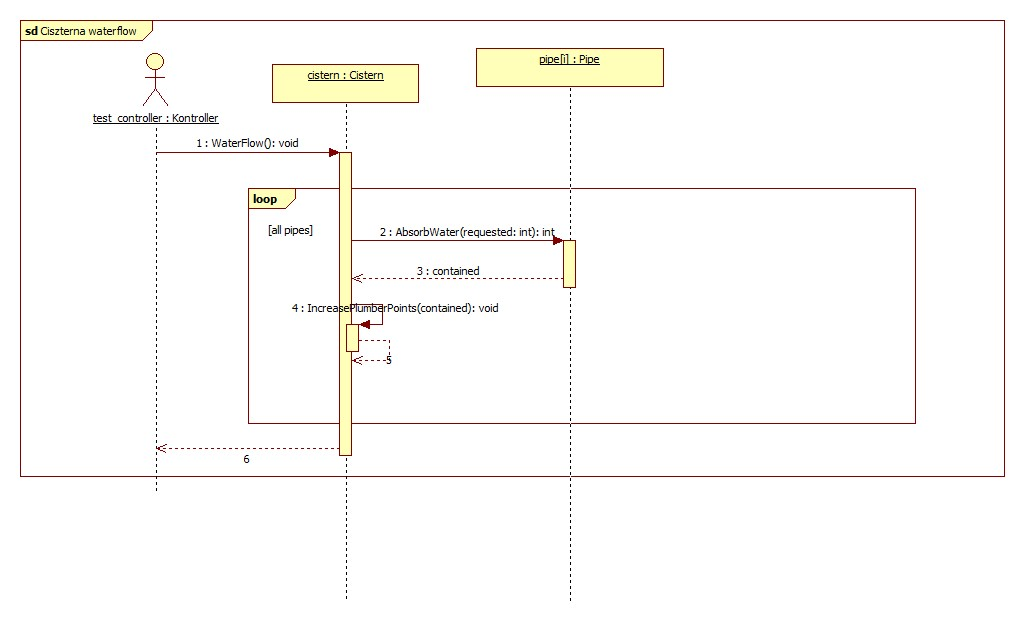 sd Ciszterna waterflow
pipe[i] : Pipe
cistern : Cistern
test_controller : Kontroller
1 : WaterFlow(): void
loop
[all pipes]
2 : AbsorbWater(requested: int): int
3 : contained
4 : IncreasePlumberPoints(contained): void
5
6